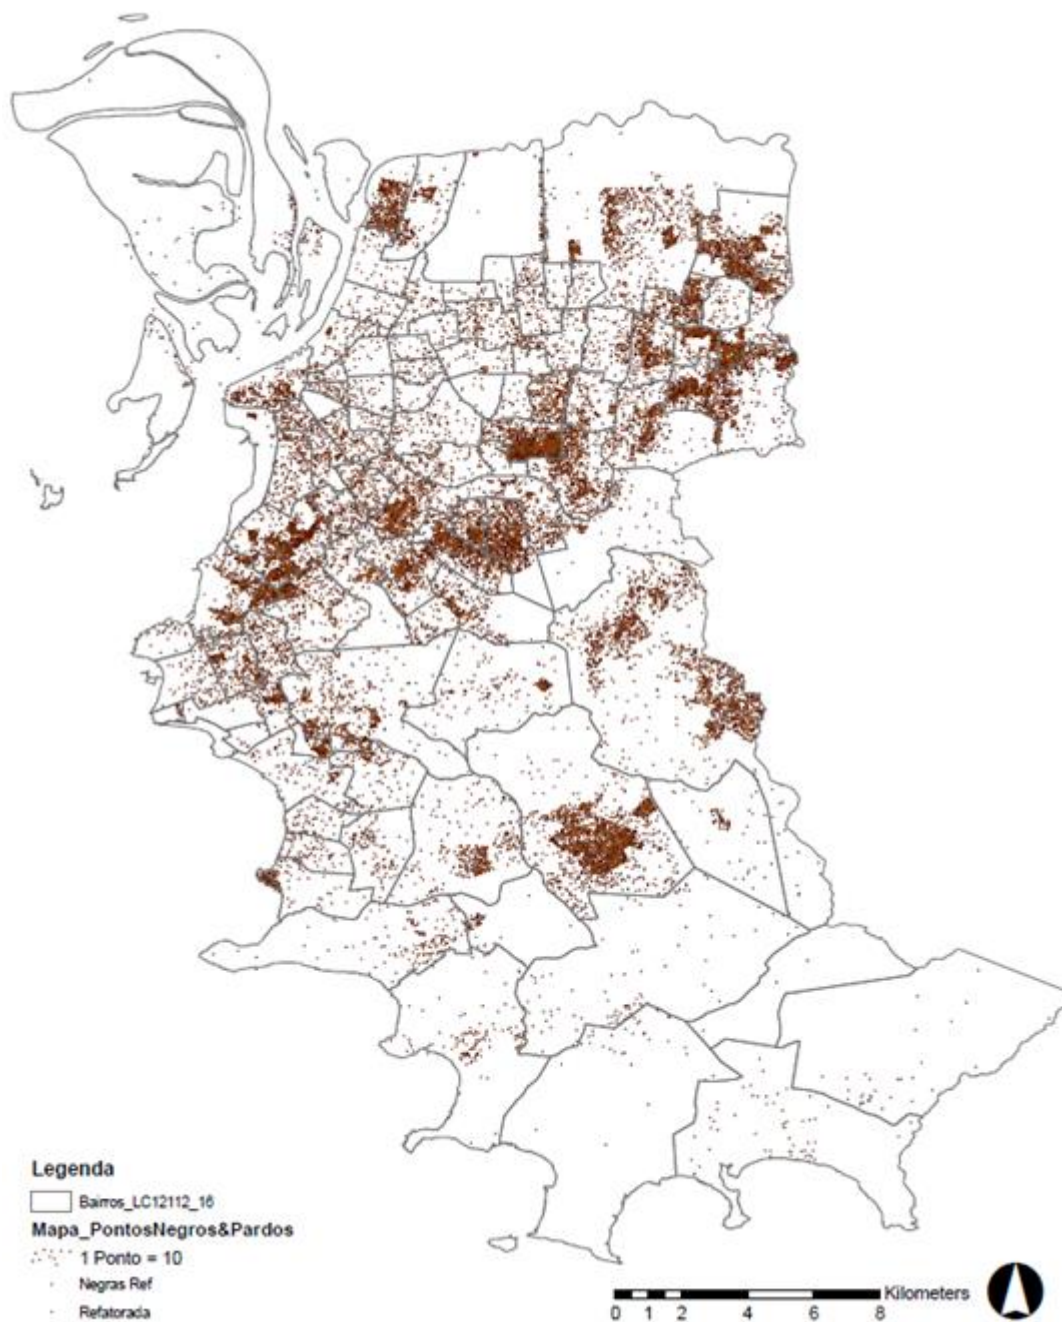 Legenda
Bairros_LC12112_16
Mapa_PontosNegros&Pardos
1 Ponto = 10
Negras Ref
Refatorada
Kilometers
0 1 2 4 6 8